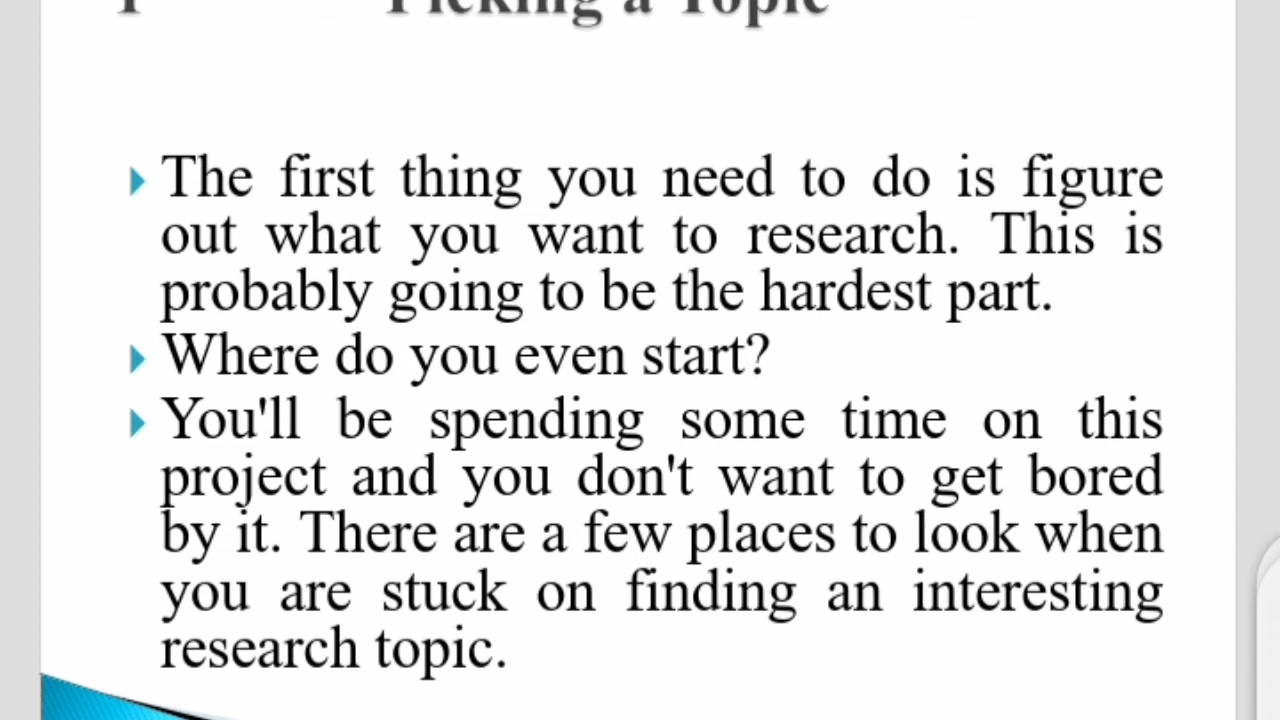 Picking a Topic
The first thing you need to do is figure
out what you want to research. This is
probably going to be the hardest part.
Where do you even start?
You'll be spending some time on this
project and you don't want to get bored
by it. There are a few places to look when
you are stuck on finding an interesting
research topic.